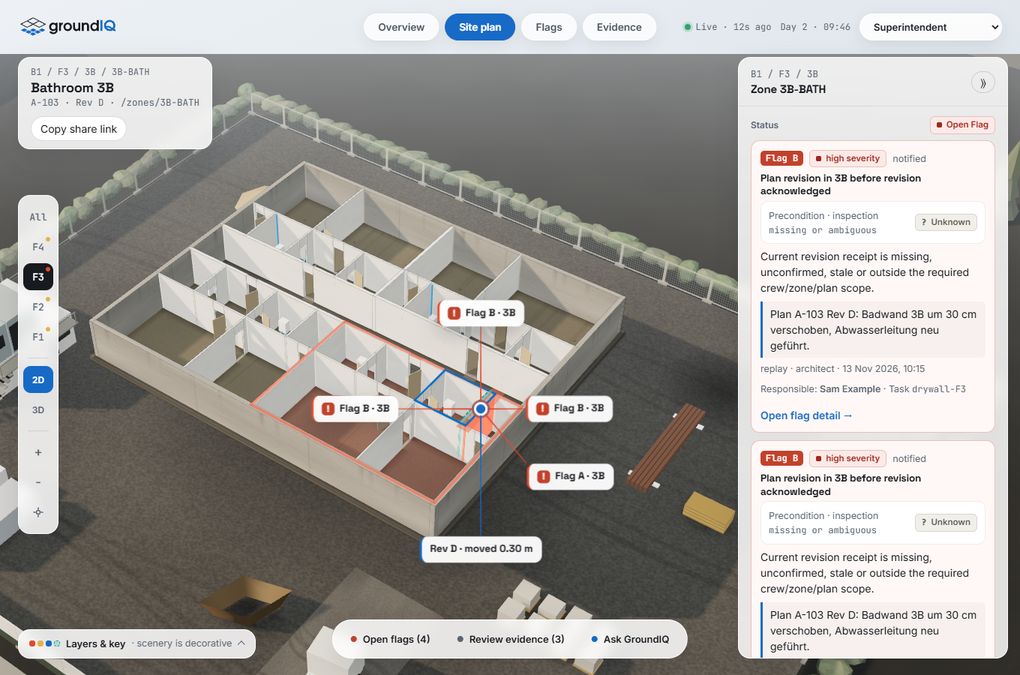 groundIQ
Overview
Site plan
Flags
Evidence
Live · 12s ago
Day 2 · 09:46
Superintendent
B1 / F3 / 3B / 3B-BATH
Bathroom 3B
A-103 · Rev D · /zones/3B-BATH
Copy share link
All
F4
F3
F2
F1
2D
3D
+
-
Flag B · 3B
Flag B · 3B
Flag B · 3B
Flag A · 3B
Rev D · moved 0.30 m
Layers & key · scenery is decorative
Open flags (4)
Review evidence (3)
Ask GroundIQ
B1 / F3 / 3B
Zone 3B-BATH
Status
Open Flag
Flag B
high severity
notified
Plan revision in 3B before revision
acknowledged
Precondition · inspection
missing or ambiguous
? Unknown
Current revision receipt is missing,
unconfirmed, stale or outside the required
crew/zone/plan scope.
Plan A-103 Rev D: Badwand 3B um 30 cm
verschoben, Abwasserleitung neu
geführt.
replay · architect · 13 Nov 2026, 10:15
Responsible: Sam Example · Task drywall-F3
Open flag detail →
Flag B
high severity
notified
Plan revision in 3B before revision
acknowledged
Precondition · inspection
missing or ambiguous
? Unknown
Current revision receipt is missing,
unconfirmed, stale or outside the required
crew/zone/plan scope.
Plan A-103 Rev D: Badwand 3B um 30 cm
verschoben, Abwasserleitung neu
geführt.